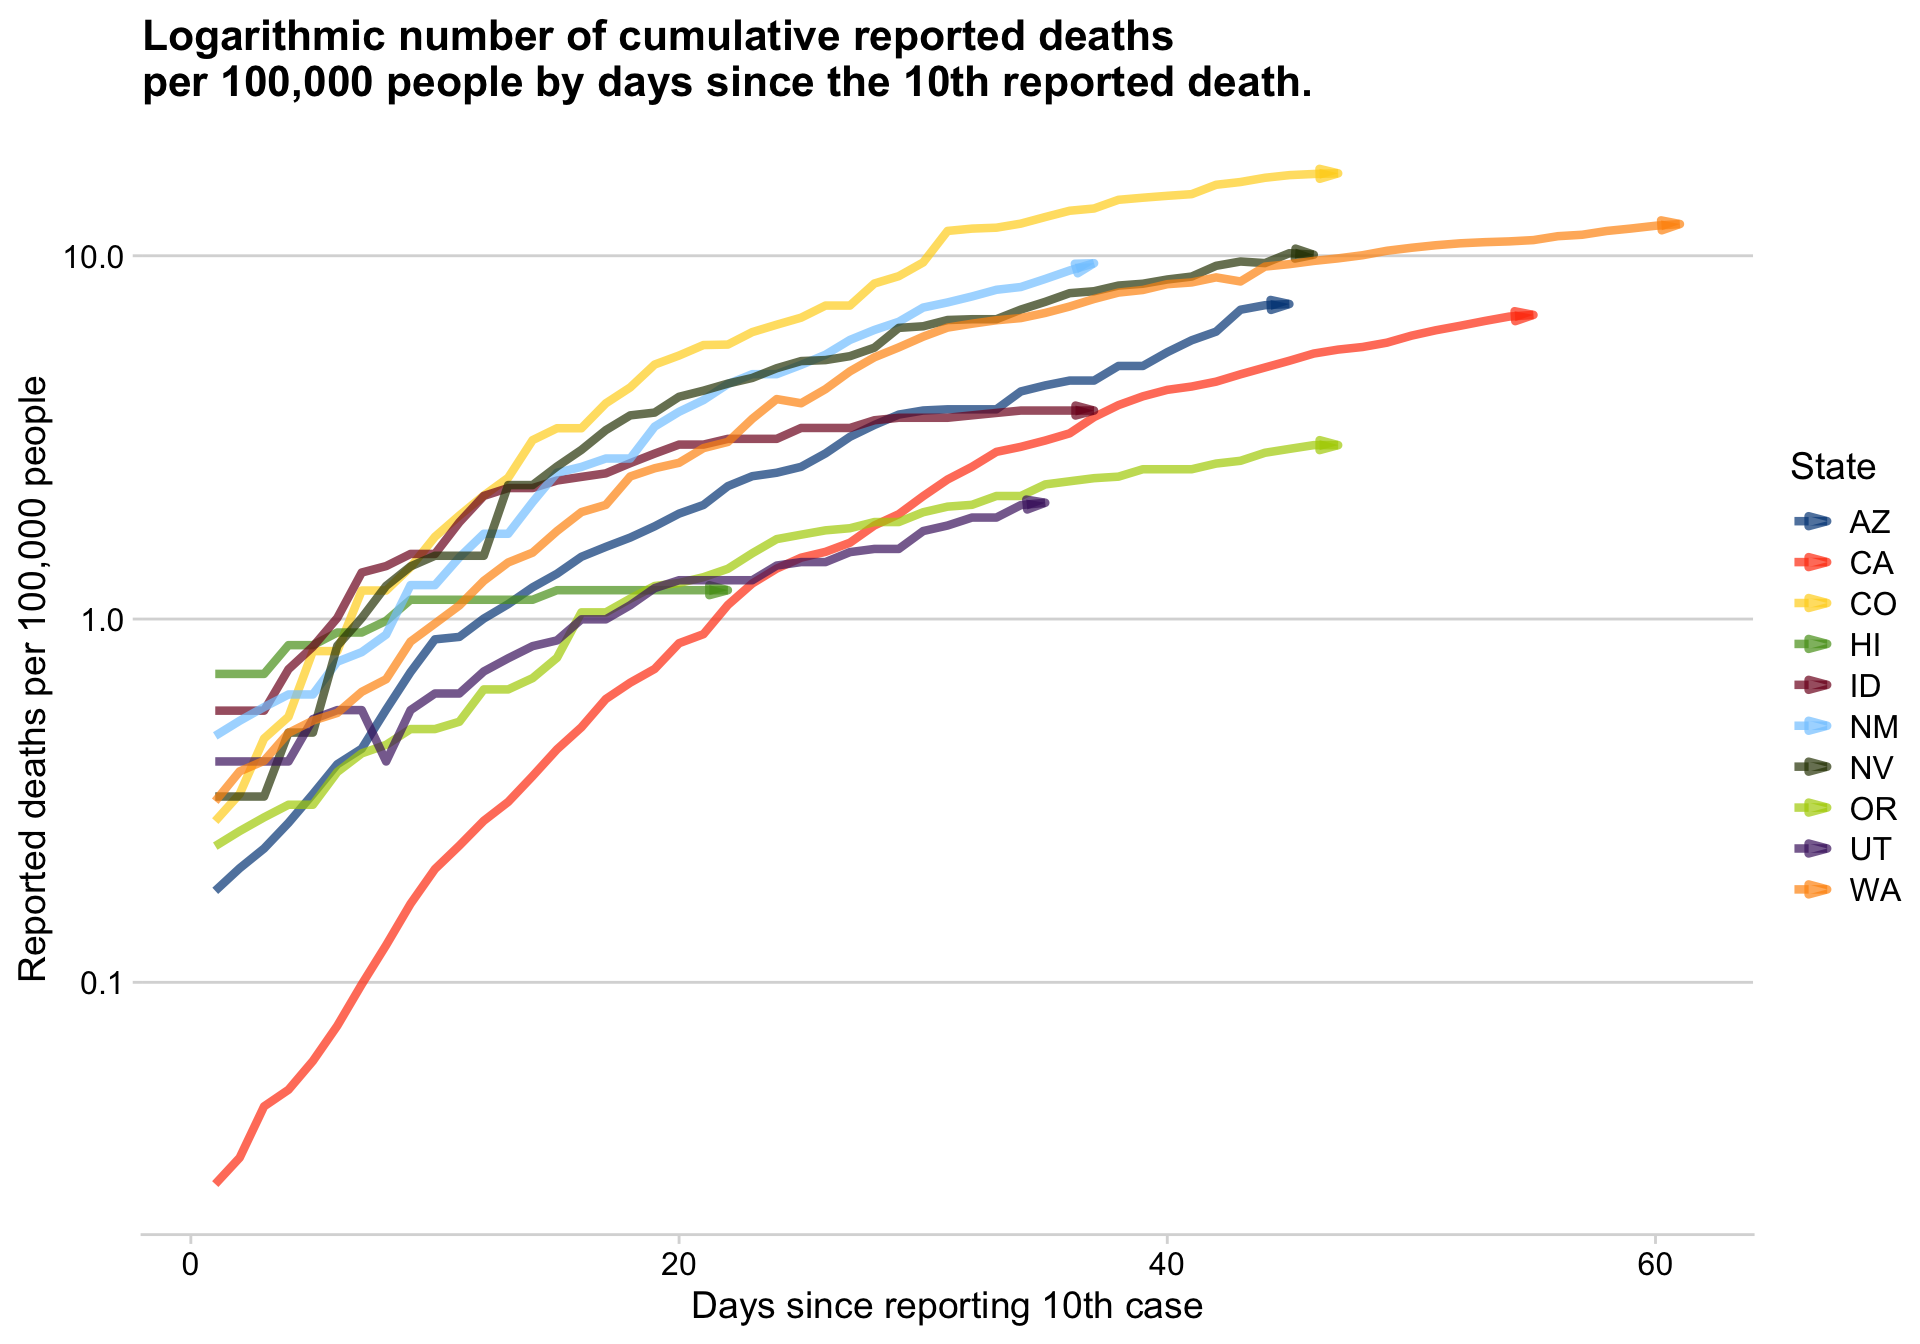 Logarithmic number of cumulative reported deaths
per 100,000 people by days since the 10th reported death.
Reported deaths per 100,000 people
10.0
1.0
0.1
0
20
40
60
Days since reporting 10th case
State
AZ
CA
CO
HI
ID
NM
NV
OR
UT
WA